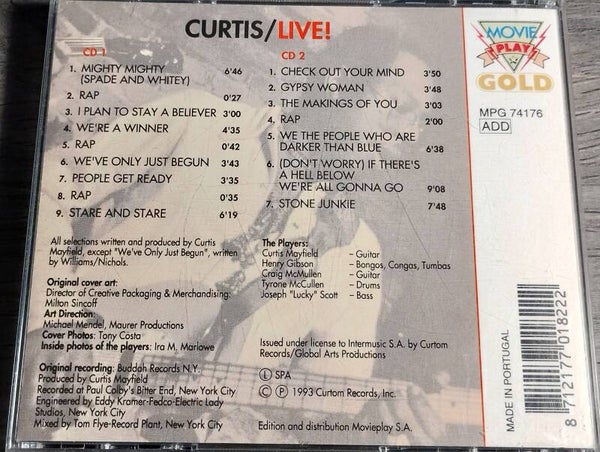 CURTIS/LIVE!
CD 1
1. MIGHTY MIGHTY 6'46
(SPADE AND WHITEY)
2. RAP 0'27
3. I PLAN TO STAY A BELIEVER 3'00
4. WE'RE A WINNER 4'35
5. RAP 0'42
6. WE'VE ONLY JUST BEGUN 3'43
7. PEOPLE GET READY 3'35
8. RAP 0'35
9. STARE AND STARE 6'19
CD 2
1. CHECK OUT YOUR MIND 3'50
2. GYPSY WOMAN 3'48
3. THE MAKINGS OF YOU 3'03
4. RAP 2'00
5. WE THE PEOPLE WHO ARE
DARKER THAN BLUE 6'38
6. (DON'T WORRY) IF THERE'S
A HELL BELOW
WE'RE ALL GONNA GO 9'08
7. STONE JUNKIE 7'48
MOVIE
PLAY
GOLD
MPG 74176
ADD
All selections written and produced by Curtis
Mayfield, except "We've Only Just Begun", written
by Williams/Nichols.
Original cover art:
Director of Creative Packaging & Merchandising:
Milton Sincoff
Art Direction:
Michael Mendel, Maurer Productions
Cover Photos: Tony Costa
Inside photos of the players: Ira M. Marlowe
Original recording: Buddah Records N.Y.
Produced by Curtis Mayfield
Recorded at Paul Colby's Bitter End, New York City
Engineered by Eddy Kramer-Fedco-Electric Lady
Studios, New York City
Mixed by Tom Flye-Record Plant, New York City
The Players:
Curtis Mayfield – Guitar
Henry Gibson – Bongos, Congas, Tumbas
Craig McMullen – Guitar
Tyrone McCullen – Drums
Joseph "Lucky" Scott – Bass
Issued under license to Intermusic S.A. by Curtom
Records/Global Arts Productions
Ⓛ SPA
© ℗ 1993 Curtom Records, Inc.
Edition and distribution Movieplay S.A.
MADE IN PORTUGAL
8 712177 018222